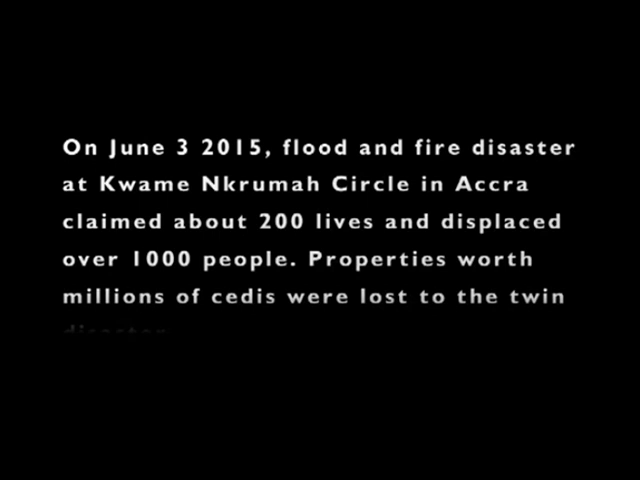 On June 3 2015, flood and fire disaster
at Kwame Nkrumah Circle in Accra
claimed about 200 lives and displaced
over 1000 people. Properties worth
millions of cedis were lost to the twin
disaster.